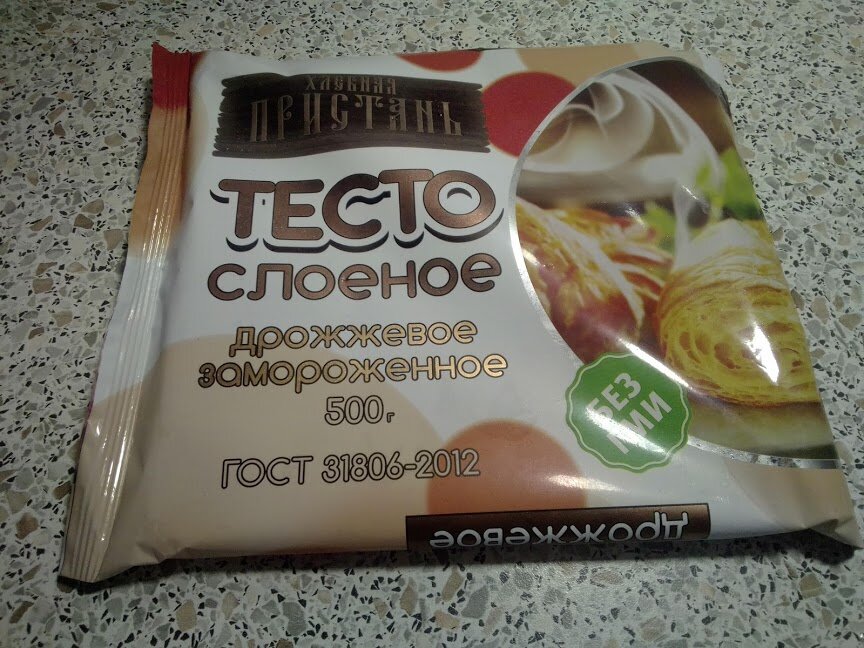 ХЛЕБНАЯ
ПРИСТАНЬ
ТЕСТО
слоеное
дрожжевое
замороженное
500г
ГОСТ 31806-2012
БЕЗ
ГМИ
Дрожжевое